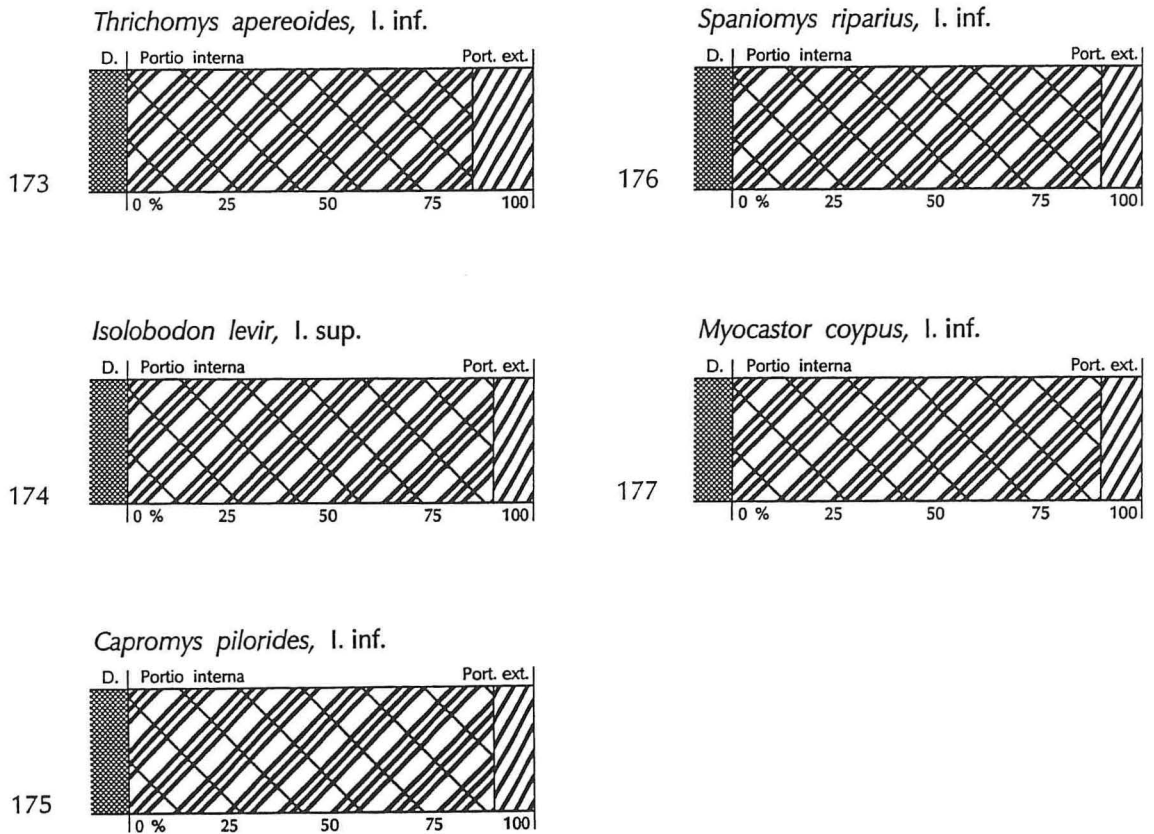 Thrichomys apereoides, I. inf.
D. Portio interna Port. ext.
173
0 % 25 50 75 100
Isolobodon levir, I. sup.
D. Portio interna Port. ext.
174
0 % 25 50 75 100
Capromys pilorides, I. inf.
D. Portio interna Port. ext.
175
0 % 25 50 75 100
Spaniomys riparius, I. inf.
D. Portio interna Port. ext.
176
0 % 25 50 75 100
Myocastor coypus, I. inf.
D. Portio interna Port. ext.
177
0 % 25 50 75 100